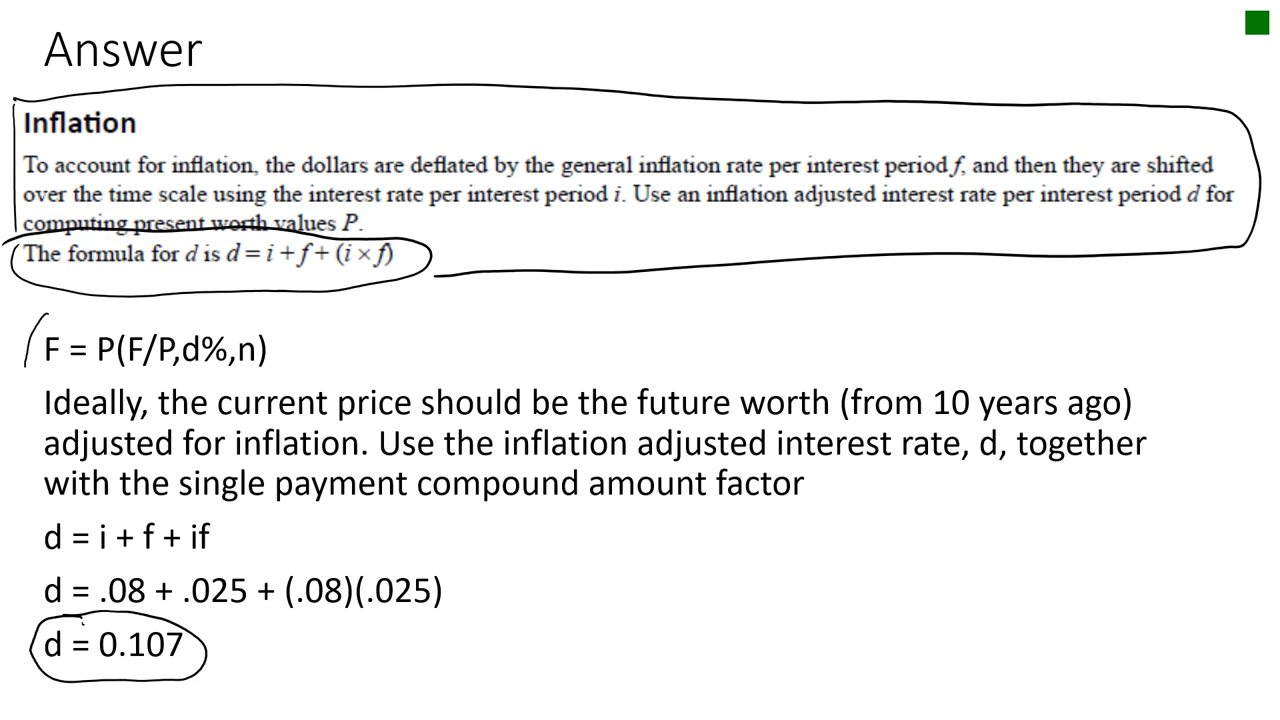 Answer
Inflation
To account for inflation, the dollars are deflated by the general inflation rate per interest period f, and then they are shifted
over the time scale using the interest rate per interest period i. Use an inflation adjusted interest rate per interest period d for
computing present worth values P.
The formula for d is d = i + f + (i × f)
F = P(F/P,d%,n)
Ideally, the current price should be the future worth (from 10 years ago)
adjusted for inflation. Use the inflation adjusted interest rate, d, together
with the single payment compound amount factor
d = i + f + if
d = .08 + .025 + (.08)(.025)
d = 0.107